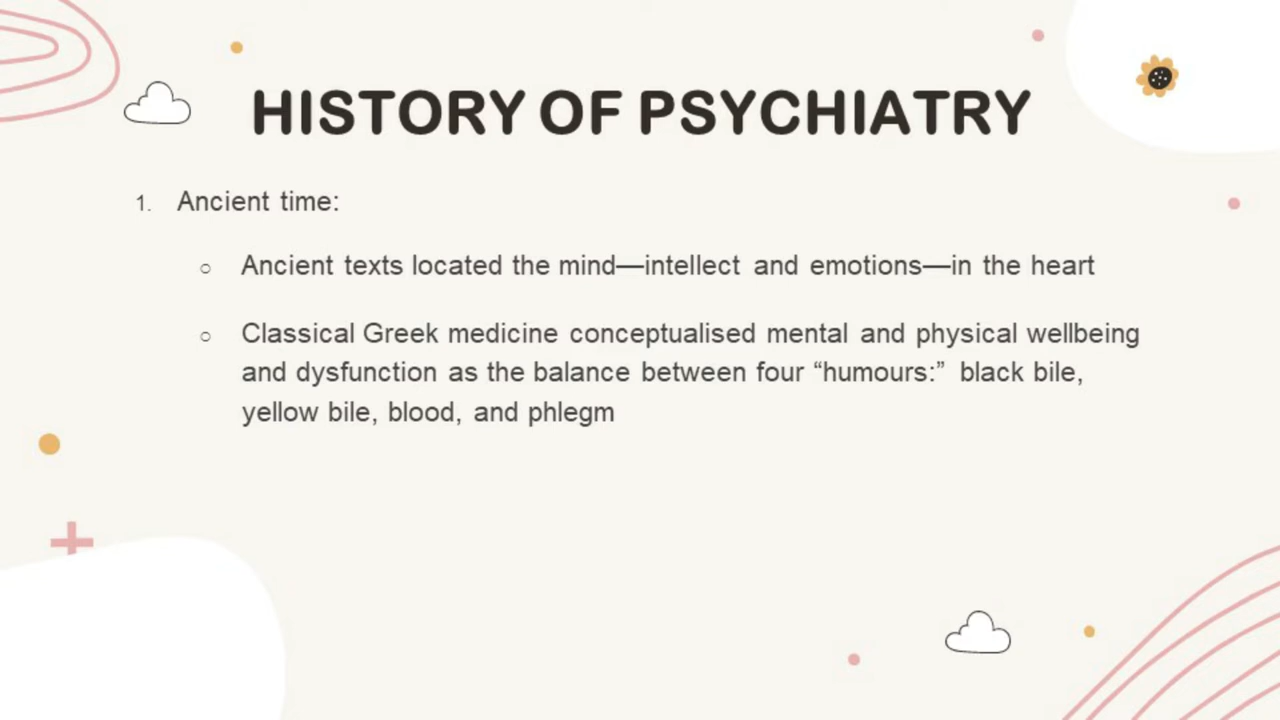 HISTORY OF PSYCHIATRY
1. Ancient time:
○ Ancient texts located the mind—intellect and emotions—in the heart
○ Classical Greek medicine conceptualised mental and physical wellbeing
and dysfunction as the balance between four “humours:” black bile,
yellow bile, blood, and phlegm